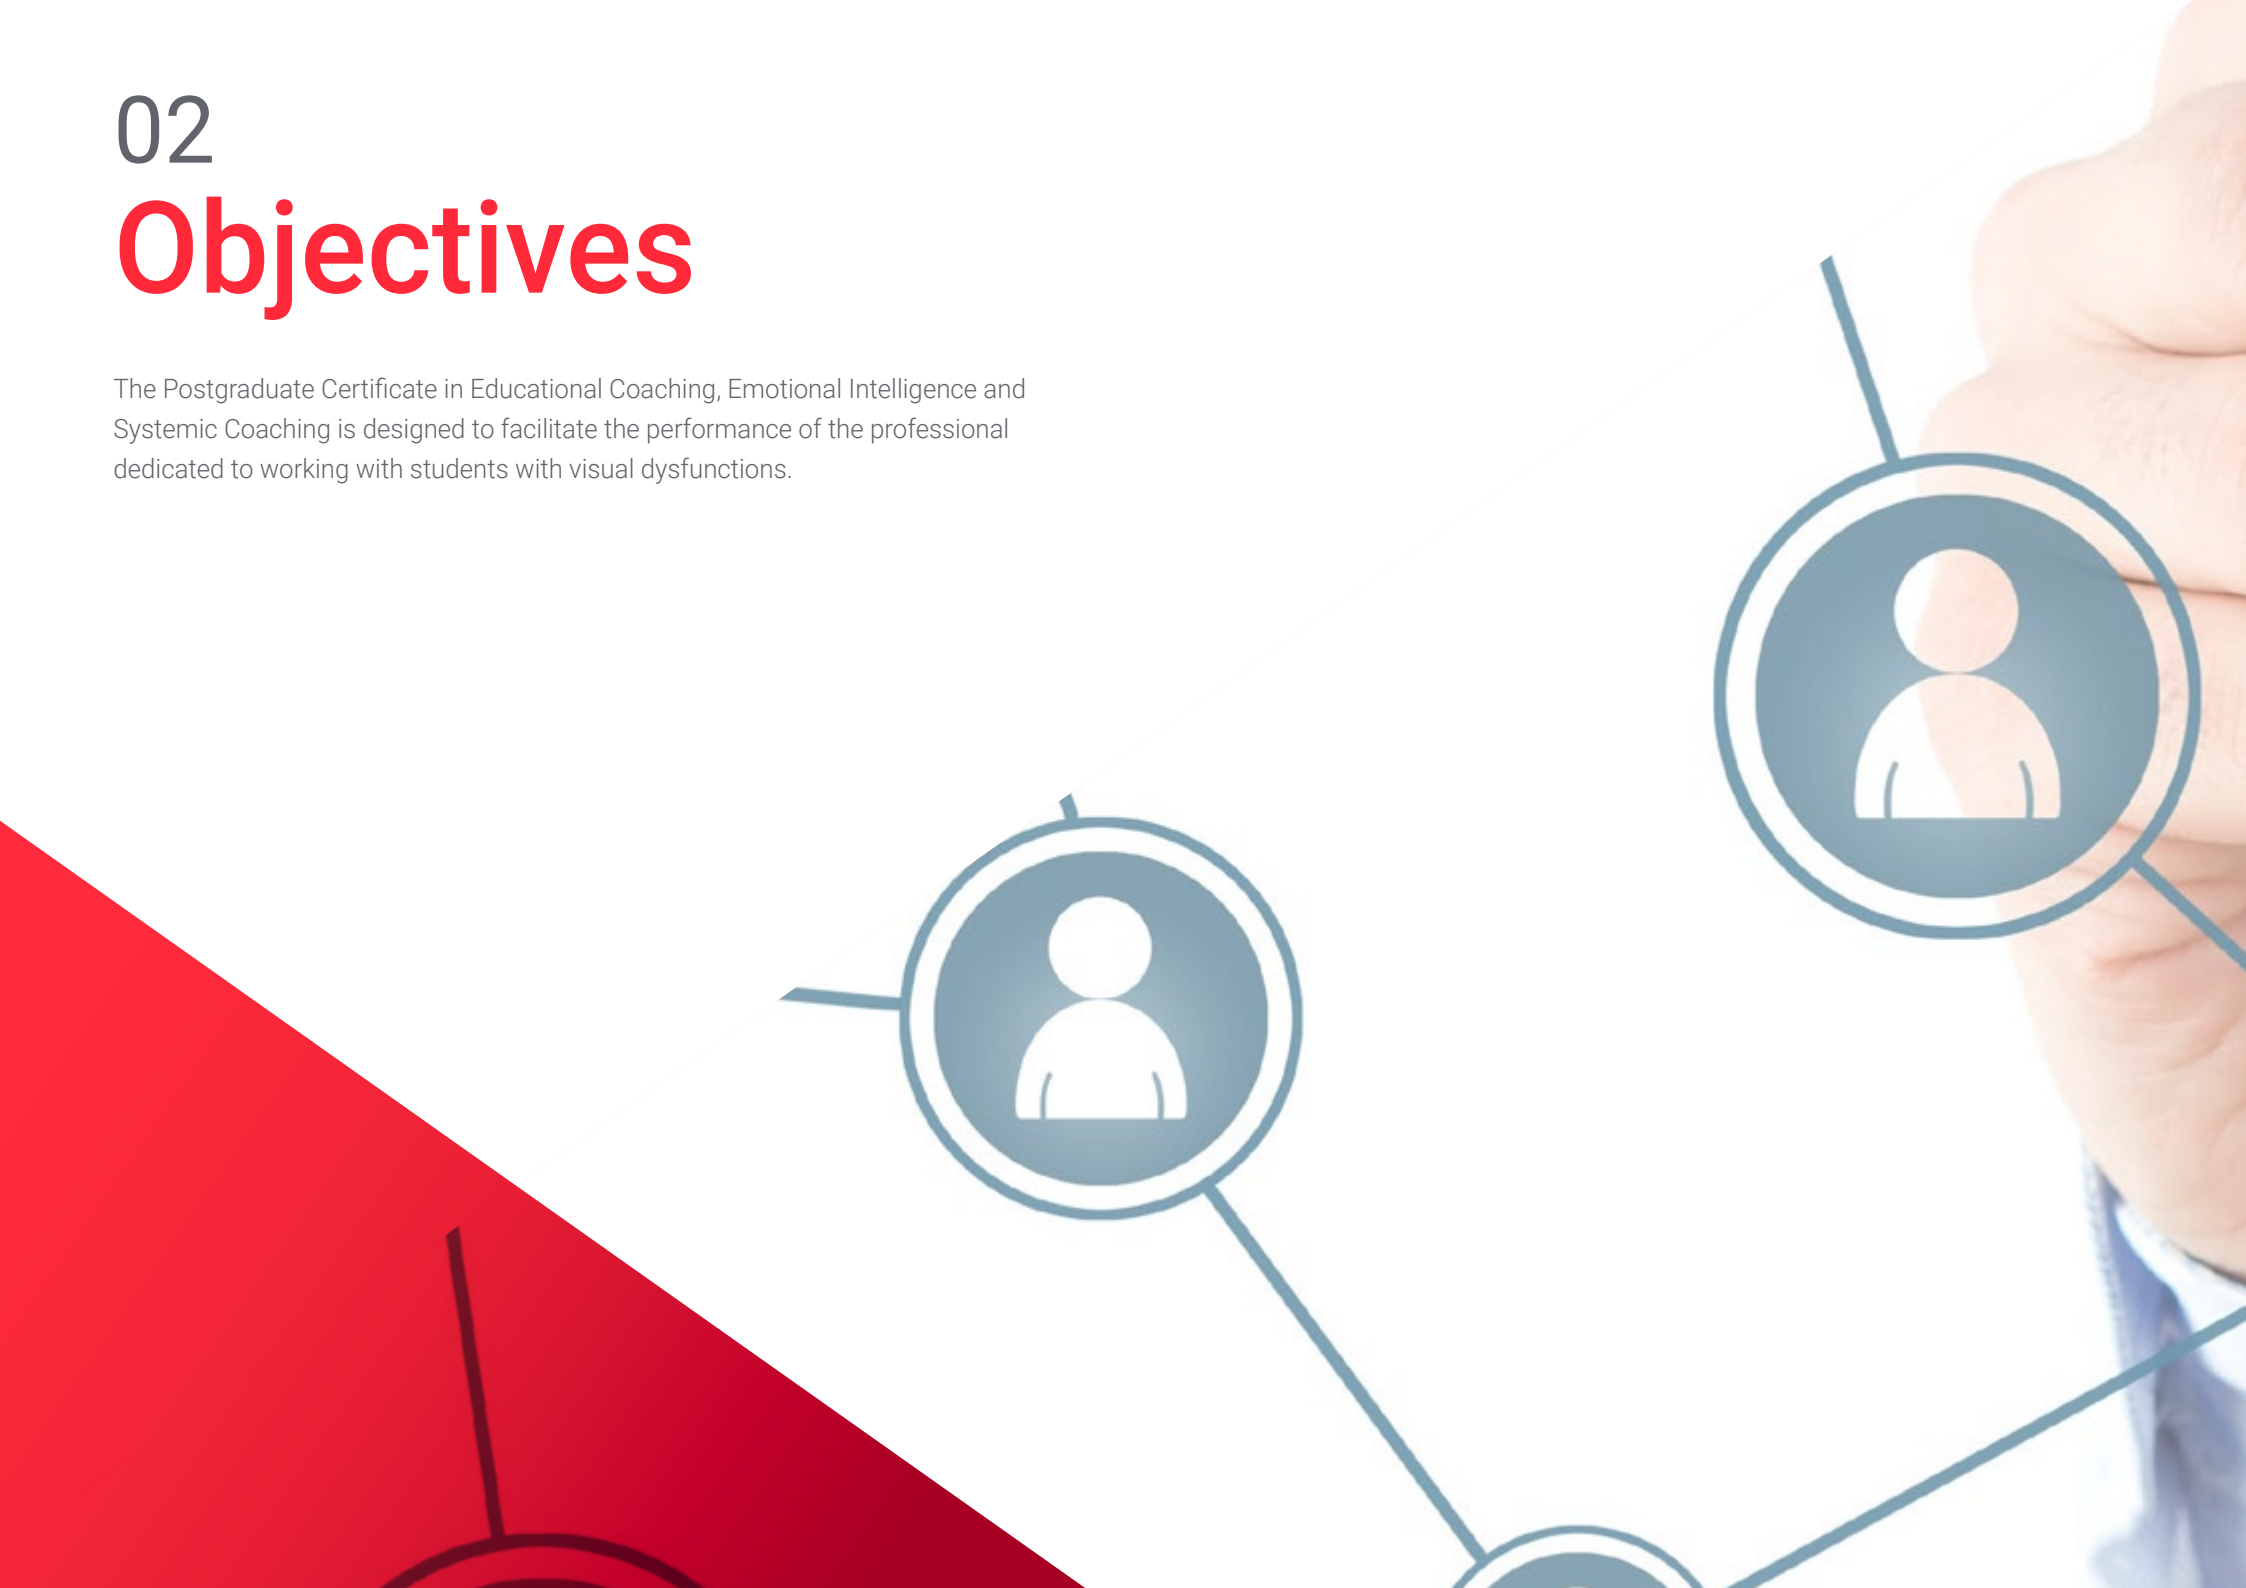 02
Objectives
The Postgraduate Certificate in Educational Coaching, Emotional Intelligence and
Systemic Coaching is designed to facilitate the performance of the professional
dedicated to working with students with visual dysfunctions.